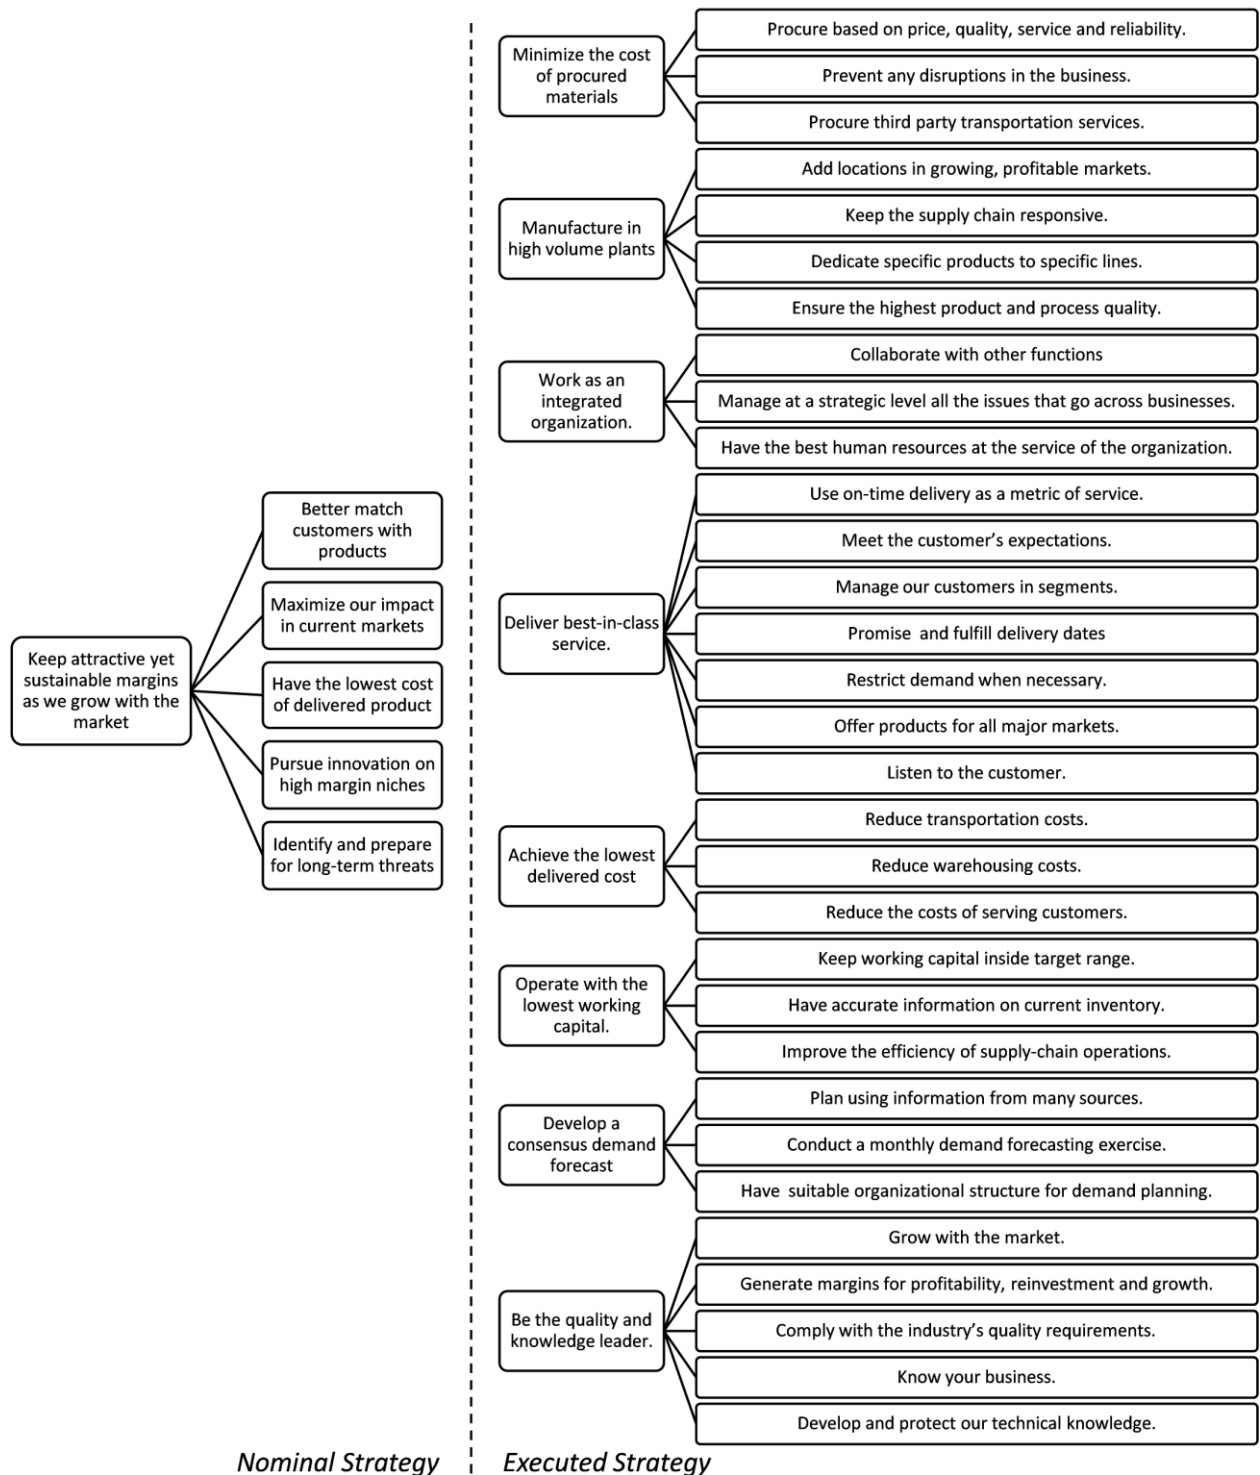 Keep attractive yet
sustainable margins
as we grow with the
market
Better match
customers with
products
Maximize our impact
in current markets
Have the lowest cost
of delivered product
Pursue innovation on
high margin niches
Identify and prepare
for long-term threats
Nominal Strategy
Minimize the cost
of procured
materials
Procure based on price, quality, service and reliability.
Prevent any disruptions in the business.
Procure third party transportation services.
Manufacture in
high volume plants
Add locations in growing, profitable markets.
Keep the supply chain responsive.
Dedicate specific products to specific lines.
Ensure the highest product and process quality.
Work as an
integrated
organization.
Collaborate with other functions
Manage at a strategic level all the issues that go across businesses.
Have the best human resources at the service of the organization.
Deliver best-in-class
service.
Use on-time delivery as a metric of service.
Meet the customer’s expectations.
Manage our customers in segments.
Promise  and fulfill delivery dates
Restrict demand when necessary.
Offer products for all major markets.
Listen to the customer.
Achieve the lowest
delivered cost
Reduce transportation costs.
Reduce warehousing costs.
Reduce the costs of serving customers.
Operate with the
lowest working
capital.
Keep working capital inside target range.
Have accurate information on current inventory.
Improve the efficiency of supply-chain operations.
Develop a
consensus demand
forecast
Plan using information from many sources.
Conduct a monthly demand forecasting exercise.
Have  suitable organizational structure for demand planning.
Be the quality and
knowledge leader.
Grow with the market.
Generate margins for profitability, reinvestment and growth.
Comply with the industry’s quality requirements.
Know your business.
Develop and protect our technical knowledge.
Executed Strategy